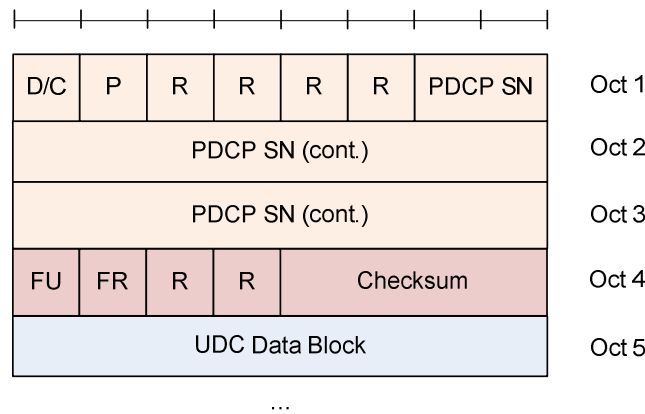 D/C P R R R R PDCP SN Oct 1
PDCP SN (cont.) Oct 2
PDCP SN (cont.) Oct 3
FU FR R R Checksum Oct 4
UDC Data Block Oct 5
...